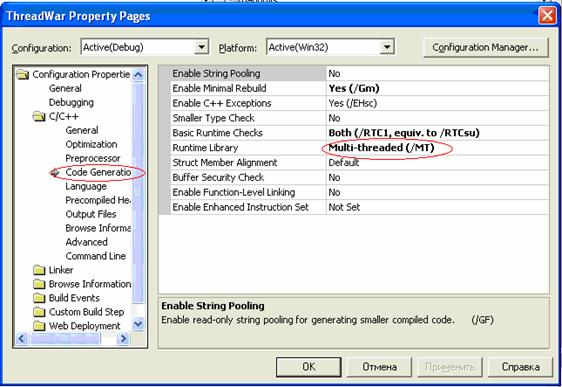 ThreadWar Property Pages
Configuration: Active(Debug) Platform: Active(Win32) Configuration Manager...
Configuration Propertie
General
Debugging
C/C++
General
Optimization
Preprocessor
Code Generatio
Language
Precompiled He
Output Files
Browse Informa
Advanced
Command Line
Linker
Browse Information
Build Events
Custom Build Step
Web Deployment
Enable String Pooling No
Enable Minimal Rebuild Yes (/Gm)
Enable C++ Exceptions Yes (/EHsc)
Smaller Type Check No
Basic Runtime Checks Both (/RTC1, equiv. to /RTCsu)
Runtime Library Multi-threaded (/MT)
Struct Member Alignment Default
Buffer Security Check No
Enable Function-Level Linking No
Enable Enhanced Instruction Set Not Set
Enable String Pooling
Enable read-only string pooling for generating smaller compiled code. (/GF)
OK Отмена Применить Справка